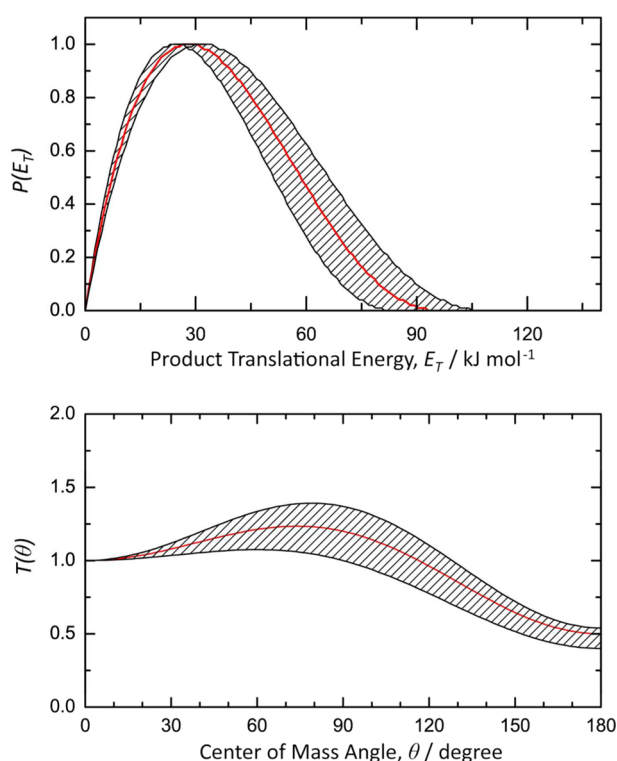 1.0
0.8
0.6
0.4
0.2
0.0
P(E_T)
0 30 60 90 120
Product Translational Energy, E_T / kJ mol⁻¹
2.0
1.5
1.0
0.5
0.0
T(θ)
0 30 60 90 120 150 180
Center of Mass Angle, θ / degree